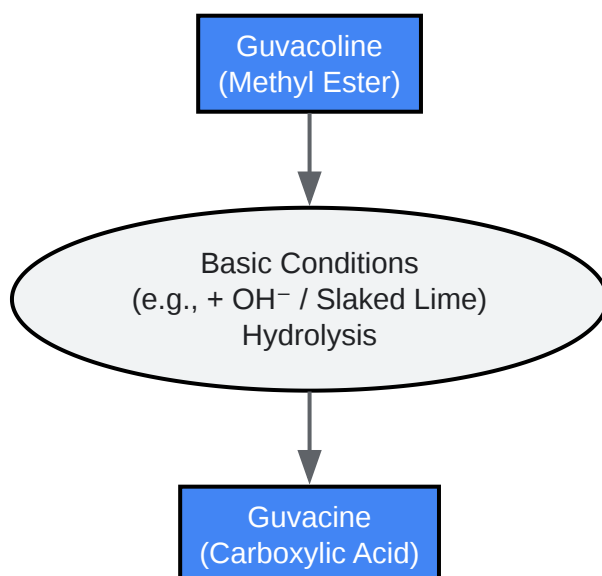 Guvacoline
(Methyl Ester)
Basic Conditions
(e.g., + OH⁻ / Slaked Lime)
Hydrolysis
Guvacine
(Carboxylic Acid)